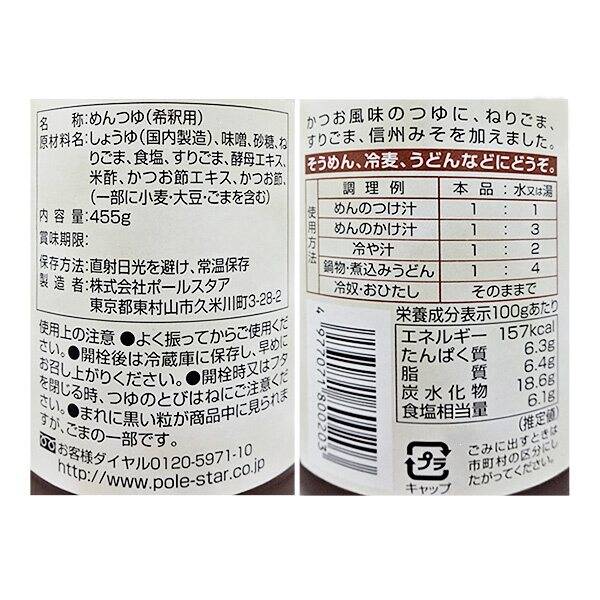 名　称:めんつゆ(希釈用)
原材料名:しょうゆ(国内製造)、味噌、砂糖、ね
りごま、食塩、すりごま、酵母エキス、
米酢、かつお節エキス、かつお節、
(一部に小麦・大豆・ごまを含む)
内 容 量:455g
賞味期限:
保存方法:直射日光を避け、常温保存
製 造 者:株式会社ポールスタア
東京都東村山市久米川町3-28-2
使用上の注意 ●よく振ってからご使用くだ
さい。●開栓後は冷蔵庫に保存し、早めに
お召し上がりください。●開栓時又はフタ
を閉じる時、つゆのとびはねにご注意くださ
い。●まれに黒い粒が商品中に見られま
すが、ごまの一部です。
お客様ダイヤル0120-5971-10
http://www.pole-star.co.jp
かつお風味のつゆに、ねりごま、
すりごま、信州みそを加えました。
そうめん、冷麦、うどんなどにどうぞ。
使用方法
調 理 例 本 品 : 水又は湯
めんのつけ汁 1 : 1
めんのかけ汁 1 : 3
冷や汁 1 : 2
鍋物・煮込みうどん 1 : 4
冷奴・おひたし そのままで
栄養成分表示100gあたり
エネルギー 157kcal
たんぱく質 6.3g
脂質 6.4g
炭水化物 18.6g
食塩相当量 6.1g
(推定値)
4977071800203
プラ
キャップ
ごみに出すときは
市町村の区分にし
たがってください。